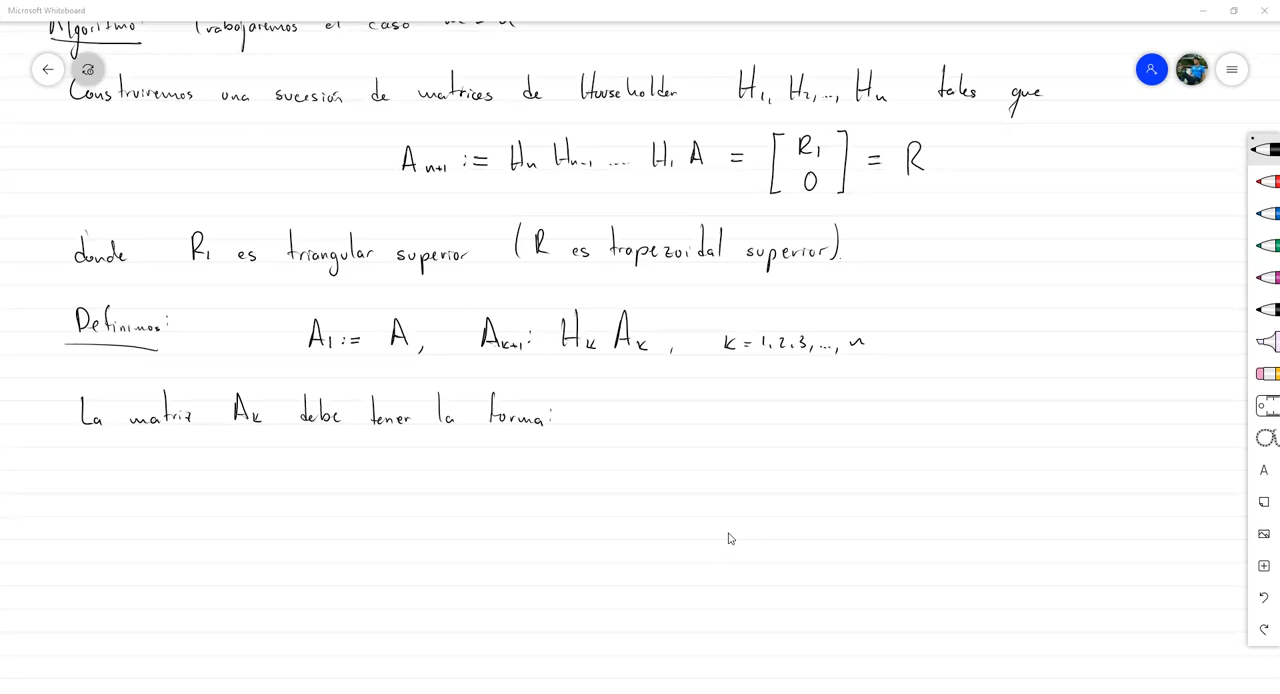 Microsoft Whiteboard
Algoritmo: Trabajaremos el caso
Construiremos una sucesión de matrices de Householder H₁, H₂, ..., Hₙ tales que
Aₙ₊₁ := Hₙ Hₙ₋₁ .... H₁ A = [R₁ 0] = R
donde R₁ es triangular superior (R es trapezoidal superior).
Definimos: A₁ := A, Aₖ₊₁: Hₖ Aₖ, k = 1, 2, 3, ..., n
La matriz Aₖ debe tener la forma:
A